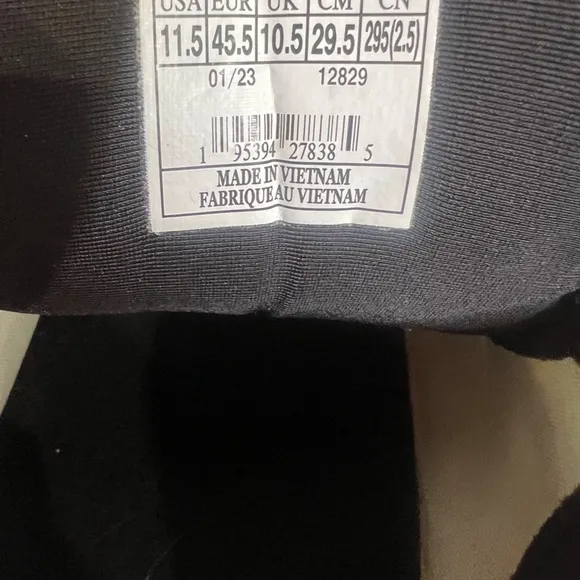 USA EUR UK CM CN
11.5 45.5 10.5 29.5 295(2.5)
01/23 12829
1 95394 27838 5
MADE IN VIETNAM
FABRIQUE AU VIETNAM